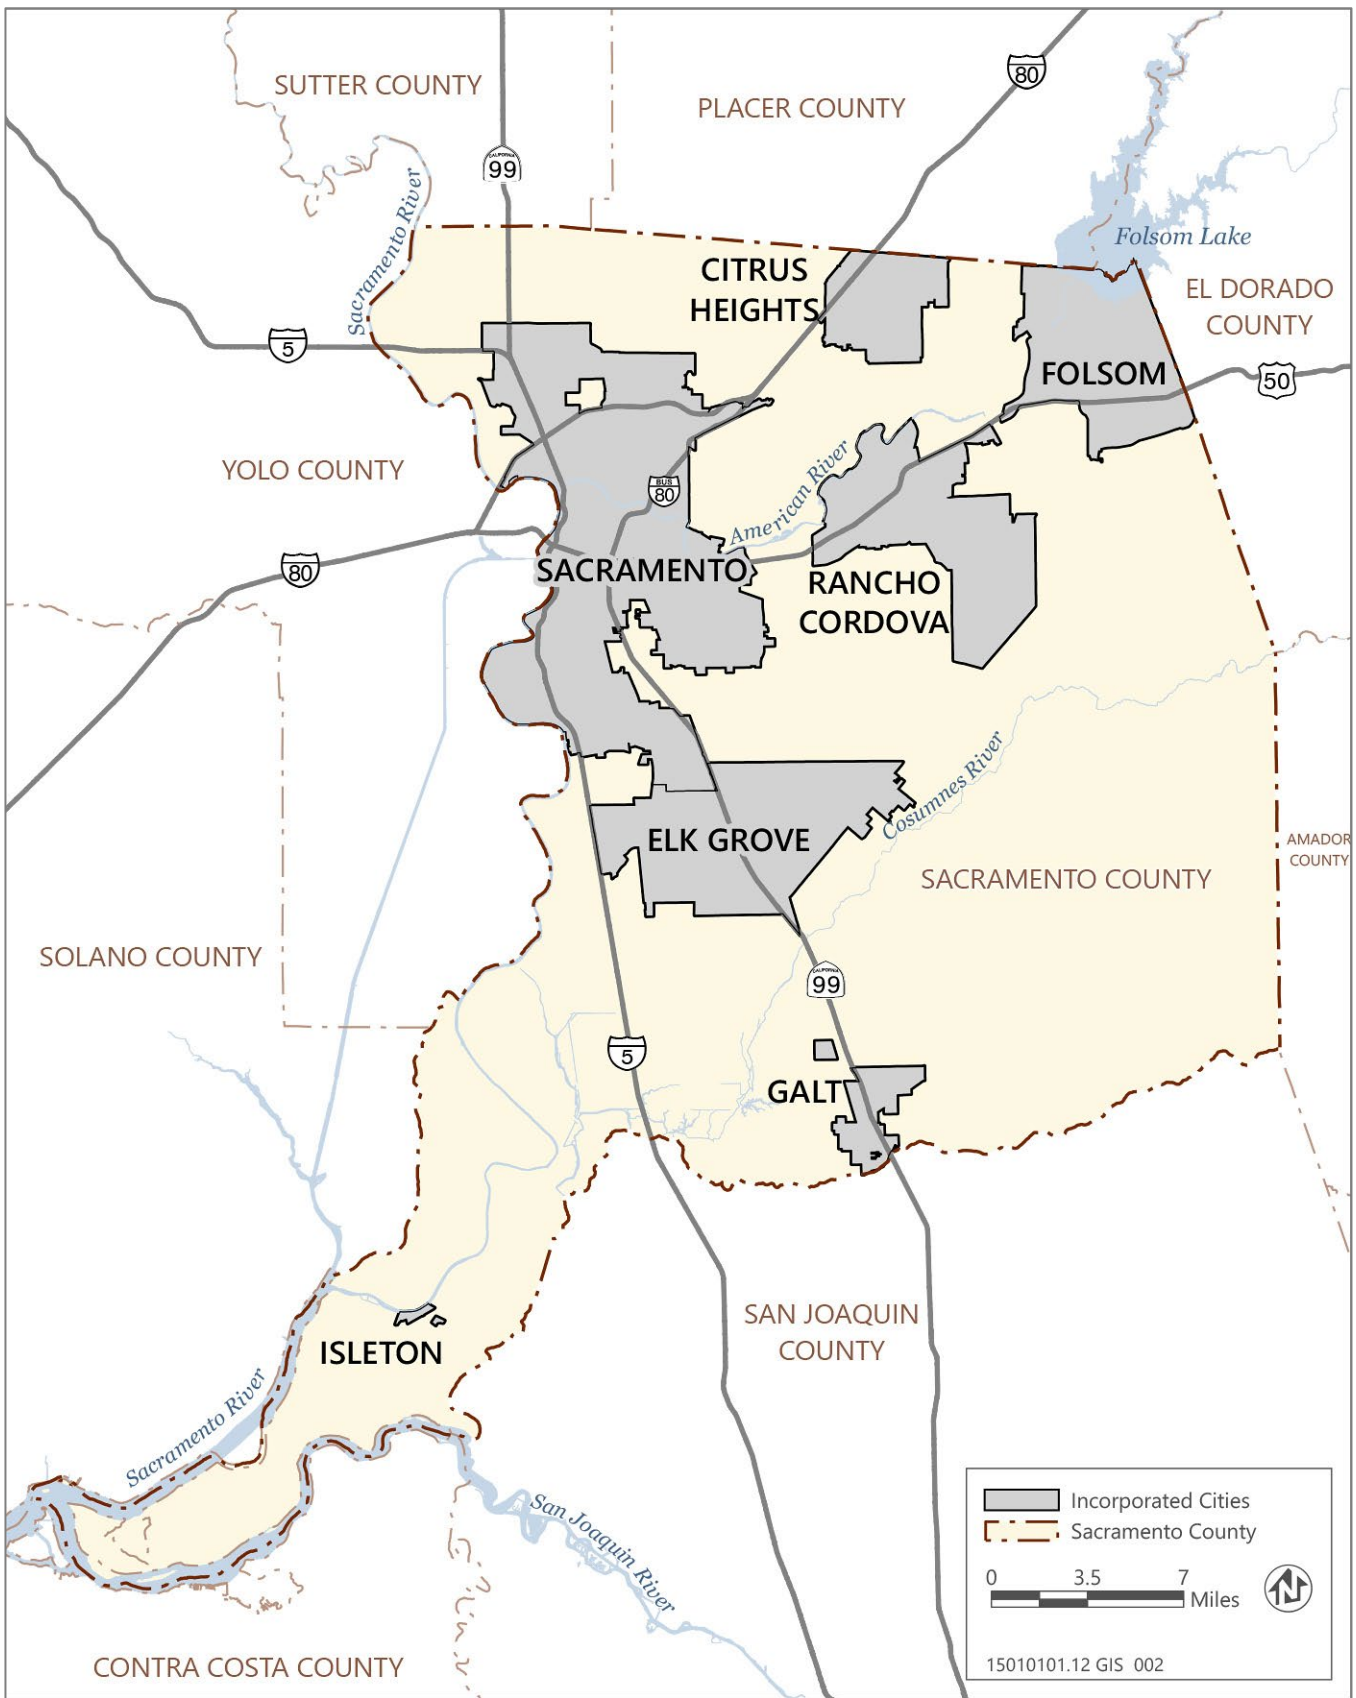 SUTTER COUNTY
PLACER COUNTY
80
CALIFORNIA
99
Sacramento River
Folsom Lake
CITRUS
HEIGHTS
EL DORADO
COUNTY
5
FOLSOM
50
YOLO COUNTY
BUS
80
American River
80
SACRAMENTO
RANCHO
CORDOVA
Cosumnes River
ELK GROVE
AMADOR
COUNTY
SACRAMENTO COUNTY
SOLANO COUNTY
CALIFORNIA
99
5
GALT
SAN JOAQUIN
COUNTY
ISLETON
Sacramento River
San Joaquin River
CONTRA COSTA COUNTY
Incorporated Cities
Sacramento County
0 3.5 7
Miles
N
15010101.12 GIS 002